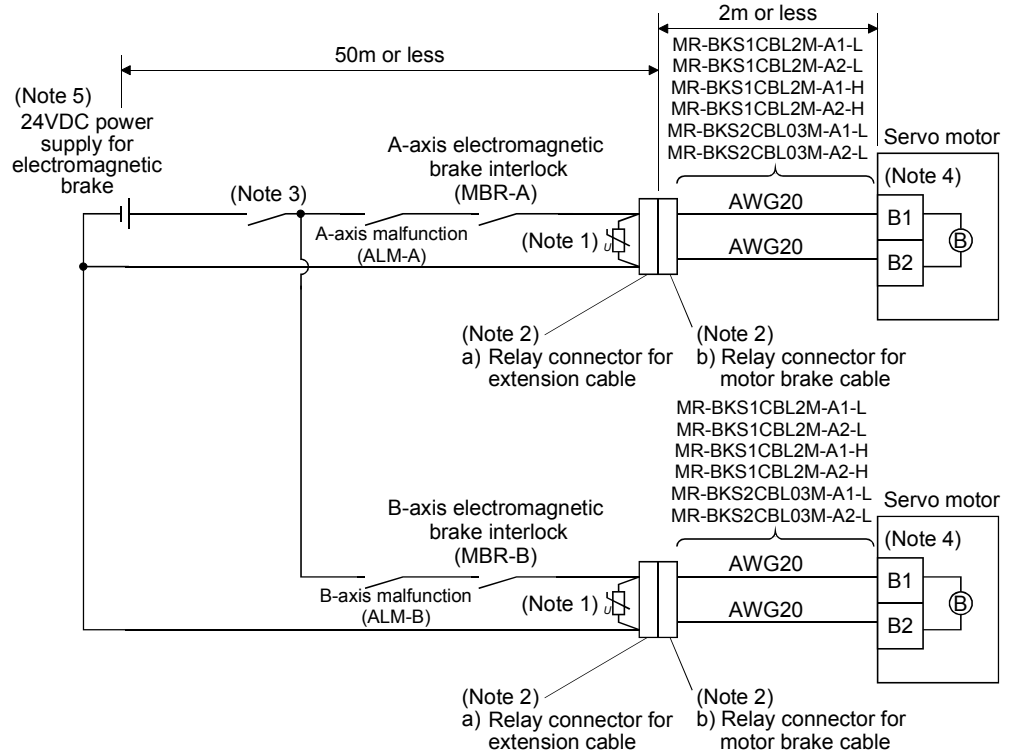 2m or less
50m or less
MR-BKS1CBL2M-A1-L
MR-BKS1CBL2M-A2-L
MR-BKS1CBL2M-A1-H
MR-BKS1CBL2M-A2-H
MR-BKS2CBL03M-A1-L
MR-BKS2CBL03M-A2-L
(Note 5)
24VDC power
supply for
electromagnetic
brake
A-axis electromagnetic
brake interlock
(MBR-A)
Servo motor
(Note 3)
(Note 4)
AWG20
B1
A-axis malfunction
(ALM-A)
(Note 1)
U
B
AWG20
B2
(Note 2)
a) Relay connector for
extension cable
(Note 2)
b) Relay connector for
motor brake cable
MR-BKS1CBL2M-A1-L
MR-BKS1CBL2M-A2-L
MR-BKS1CBL2M-A1-H
MR-BKS1CBL2M-A2-H
MR-BKS2CBL03M-A1-L
MR-BKS2CBL03M-A2-L
B-axis electromagnetic
brake interlock
(MBR-B)
Servo motor
(Note 4)
AWG20
B1
B-axis malfunction
(ALM-B)
(Note 1)
U
B
AWG20
B2
(Note 2)
a) Relay connector for
extension cable
(Note 2)
b) Relay connector for
motor brake cable